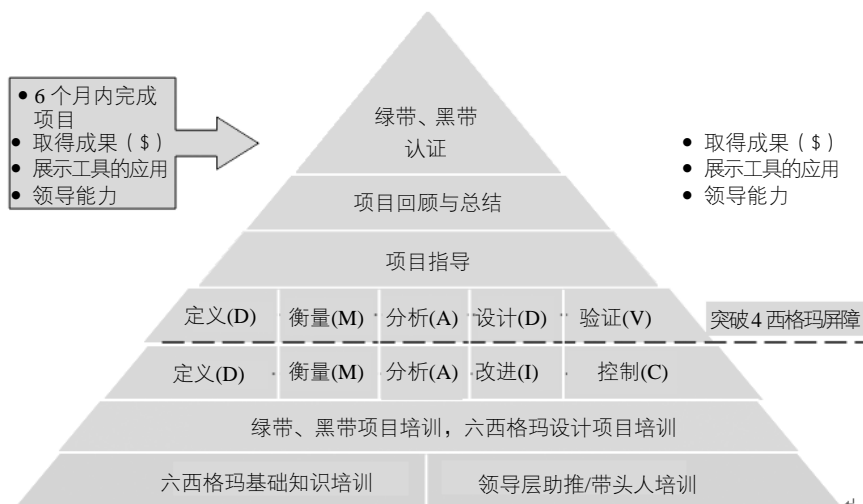 • 6 个月内完成
项目
• 取得成果（$）
• 展示工具的应用
• 领导能力
绿带、黑带
认证
• 取得成果（$）
• 展示工具的应用
• 领导能力
项目回顾与总结
项目指导
定义(D) 衡量(M) 分析(A) 设计(D) 验证(V)
突破 4 西格玛屏障
定义(D) 衡量(M) 分析(A) 改进(I) 控制(C)
绿带、黑带项目培训，六西格玛设计项目培训
六西格玛基础知识培训
领导层助推/带头人培训